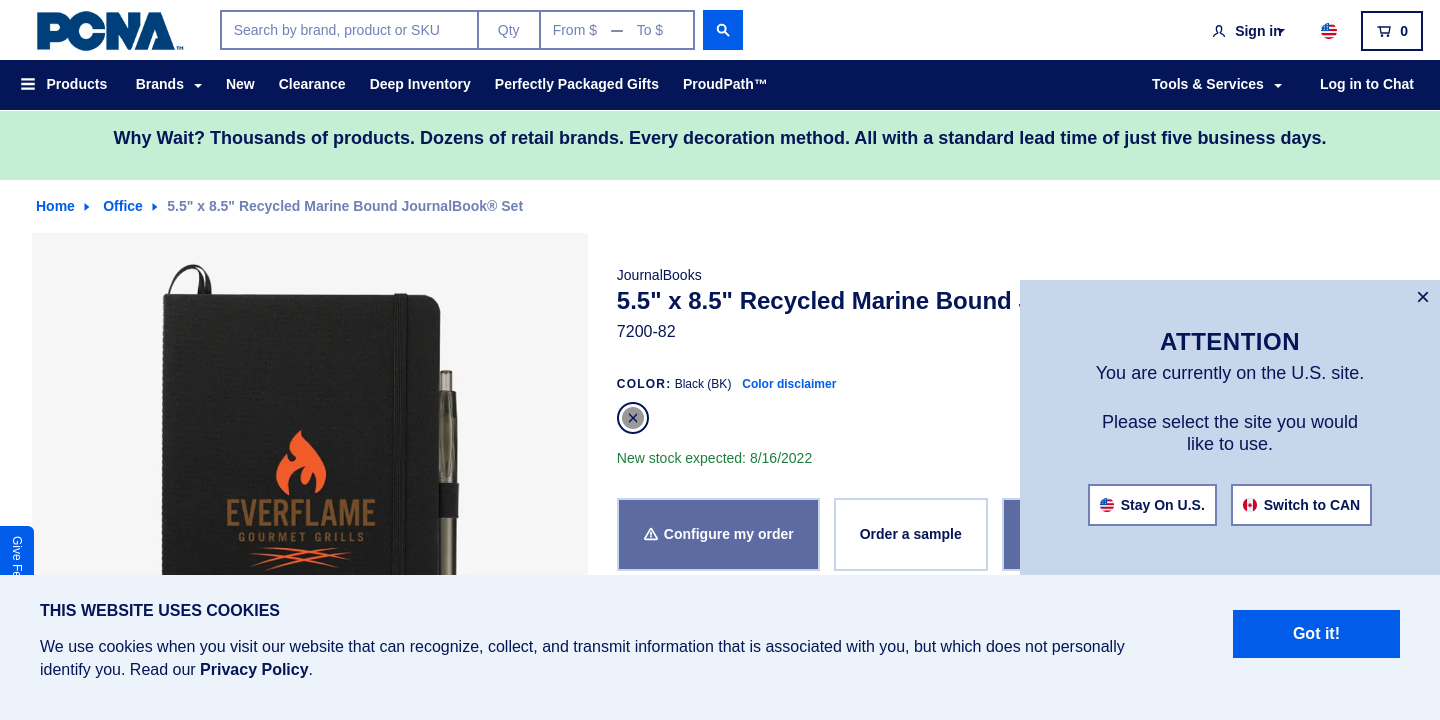 PCNA™
Search by brand, product or SKU
Qty
From $ — To $
Sign in
0
Products
Brands
New
Clearance
Deep Inventory
Perfectly Packaged Gifts
ProudPath™
Tools & Services
Log in to Chat
Why Wait? Thousands of products. Dozens of retail brands. Every decoration method. All with a standard lead time of just five business days.
Home
Office
5.5" x 8.5" Recycled Marine Bound JournalBook® Set
JournalBooks
5.5" x 8.5" Recycled Marine Bound
7200-82
COLOR: Black (BK) Color disclaimer
New stock expected: 8/16/2022
Configure my order
Order a sample
EVERFLAME
GOURMET GRILLS
ATTENTION
You are currently on the U.S. site.
Please select the site you would
like to use.
Stay On U.S.
Switch to CAN
Give
THIS WEBSITE USES COOKIES
We use cookies when you visit our website that can recognize, collect, and transmit information that is associated with you, but which does not personally
identify you. Read our Privacy Policy.
Got it!